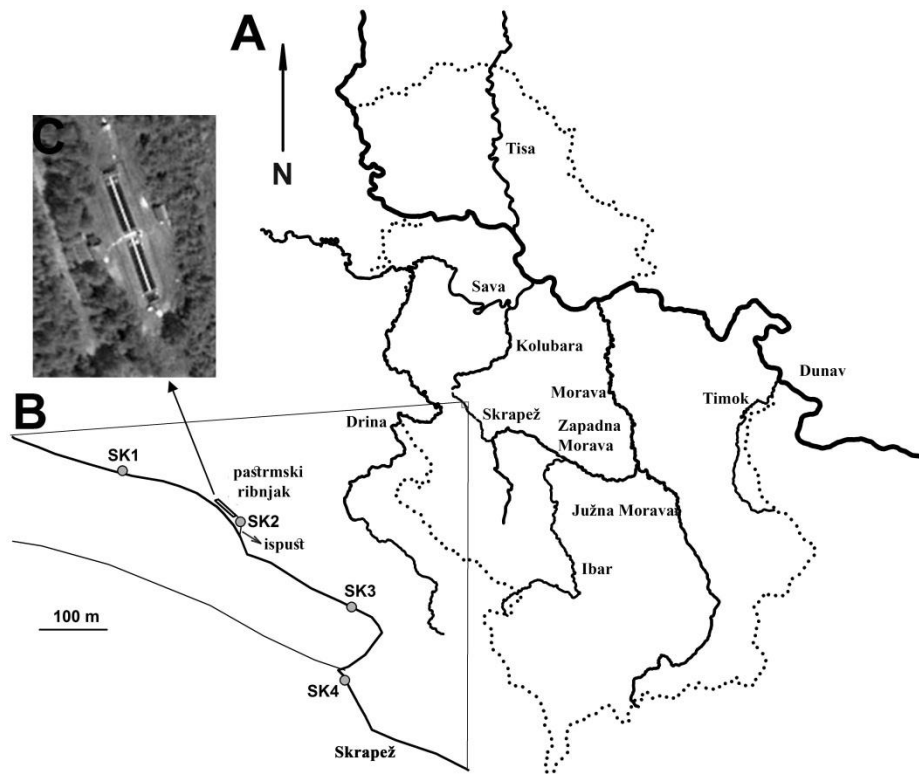 A
N
C
Tisa
Sava
Kolubara
Morava
Timok
Dunav
Drina
Skrapež
Zapadna
Morava
Južna Morava
Ibar
B
SK1
pastrmski
ribnjak
SK2
ispust
SK3
100 m
SK4
Skrapež